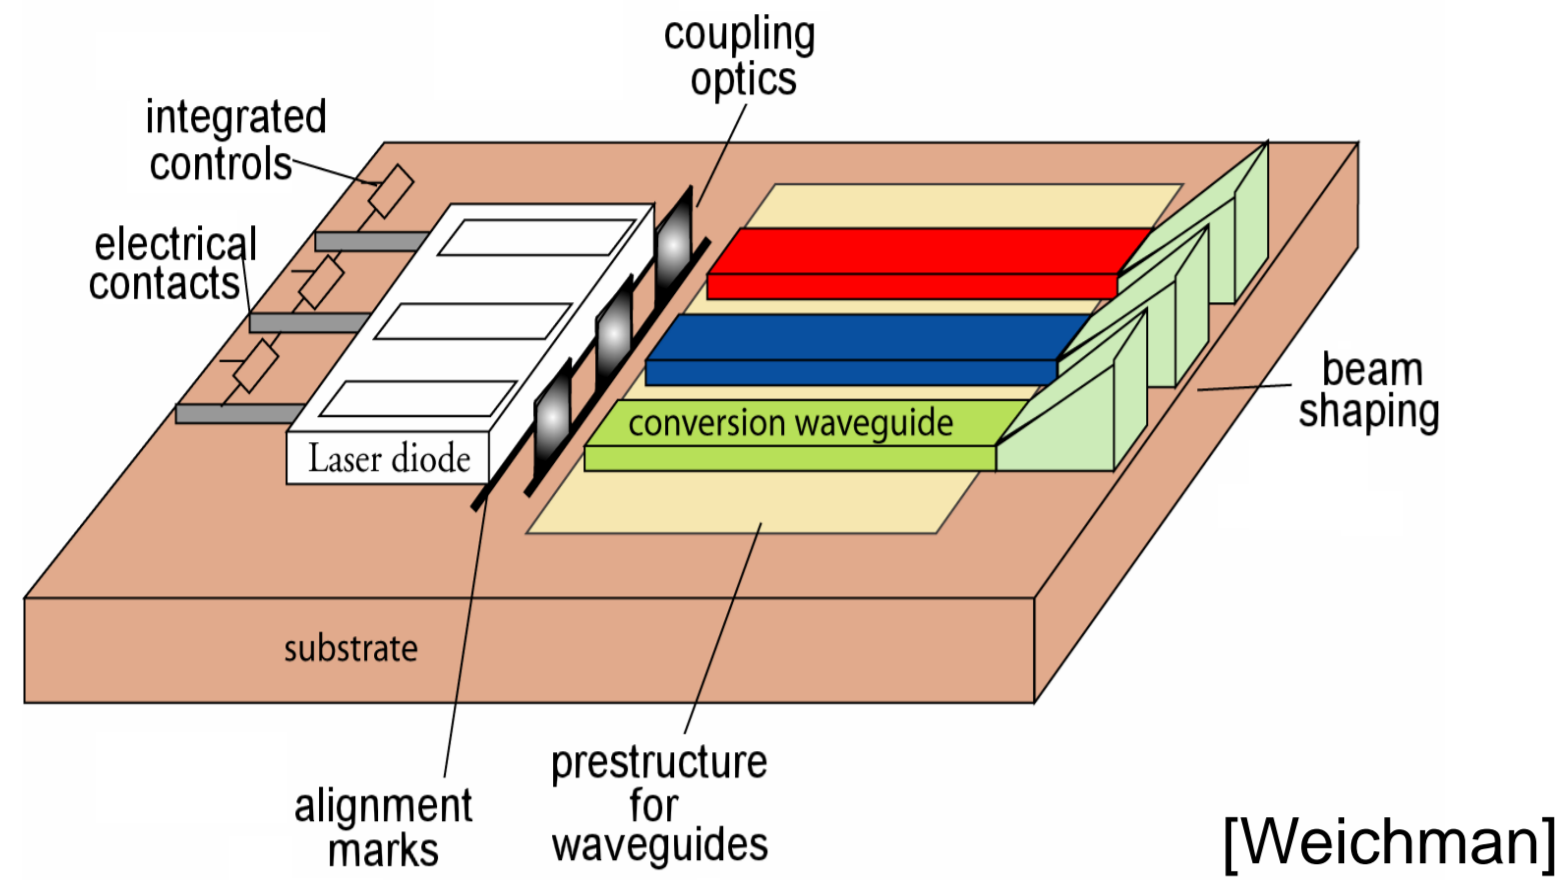 coupling
optics
integrated
controls
electrical
contacts
beam
shaping
conversion waveguide
Laser diode
substrate
prestructure
for
waveguides
alignment
marks
[Weichman]